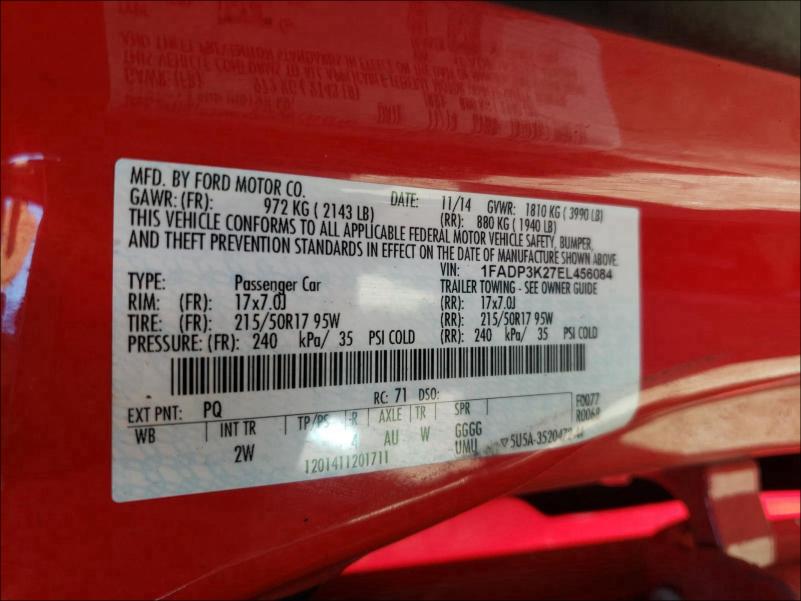 MFD. BY FORD MOTOR CO. DATE: 11/14 GVWR: 1810 KG ( 3990 LB)
GAWR: (FR): 972 KG ( 2143 LB) (RR): 880 KG ( 1940 LB)
THIS VEHICLE CONFORMS TO ALL APPLICABLE FEDERAL MOTOR VEHICLE SAFETY, BUMPER,
AND THEFT PREVENTION STANDARDS IN EFFECT ON THE DATE OF MANUFACTURE SHOWN ABOVE.
VIN: 1FADP3K27EL456084
TYPE: Passenger Car TRAILER TOWING - SEE OWNER GUIDE
RIM: (FR): 17x7.0J (RR): 17x7.0J
TIRE: (FR): 215/50R17 95W (RR): 215/50R17 95W
PRESSURE: (FR): 240 kPa/ 35 PSI COLD (RR): 240 kPa/ 35 PSI COLD
RC: 71 DSO: F0077
EXT PNT: PQ R0068
WB INT TR TP/PS R AXLE TR SPR
2W 4 AU W GGGG
UMU
1201411201711